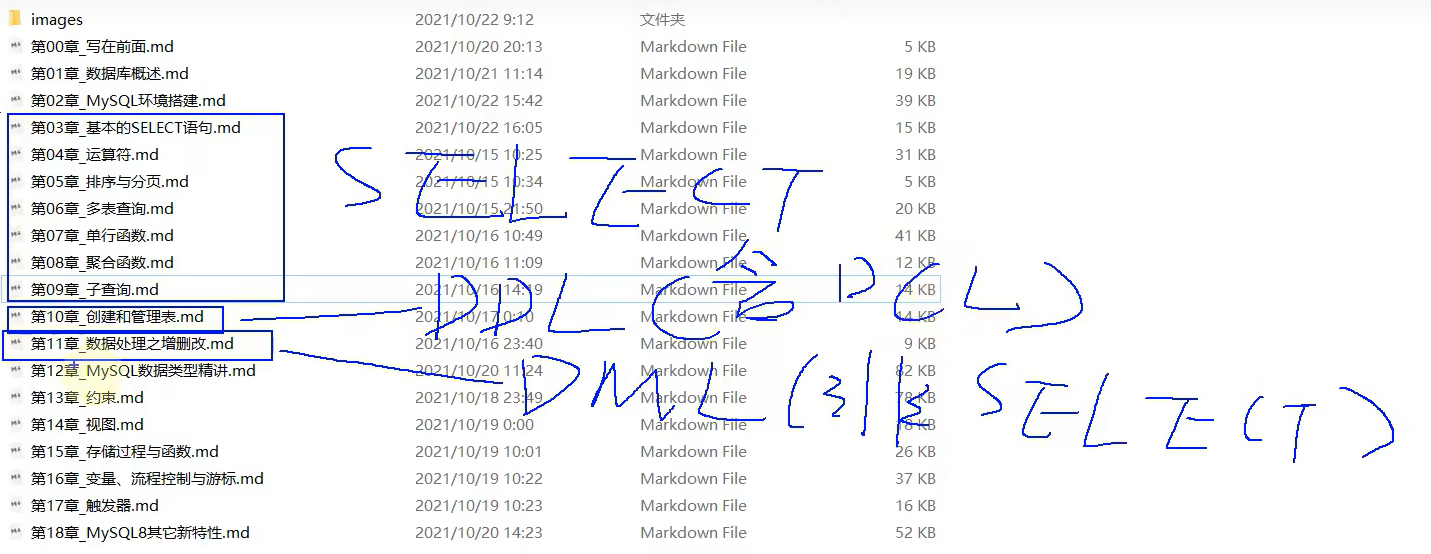 images 2021/10/22 9:12 文件夹
第00章_写在前面.md 2021/10/20 20:13 Markdown File 5 KB
第01章_数据库概述.md 2021/10/21 11:14 Markdown File 19 KB
第02章_MySQL环境搭建.md 2021/10/22 15:42 Markdown File 39 KB
第03章_基本的SELECT语句.md 2021/10/22 16:05 Markdown File 15 KB
第04章_运算符.md 2021/10/15 10:25 Markdown File 31 KB
第05章_排序与分页.md 2021/10/15 10:34 Markdown File 5 KB
SELECT
第06章_多表查询.md 2021/10/15 21:50 Markdown File 20 KB
第07章_单行函数.md 2021/10/16 10:49 Markdown File 41 KB
第08章_聚合函数.md 2021/10/16 11:09 Markdown File 12 KB
第09章_子查询.md 2021/10/16 14:19 Markdown File 14 KB
DDL(含DCL)
第10章_创建和管理表.md 2021/10/17 0:10 Markdown File 14 KB
第11章_数据处理之增删改.md 2021/10/16 23:40 Markdown File 9 KB
第12章_MySQL数据类型精讲.md 2021/10/20 11:24 Markdown File 82 KB
DML( SELECT)
第13章_约束.md 2021/10/18 23:49 Markdown File 78 KB
第14章_视图.md 2021/10/19 0:00 Markdown File 18 KB
第15章_存储过程与函数.md 2021/10/19 10:01 Markdown File 26 KB
第16章_变量、流程控制与游标.md 2021/10/19 10:22 Markdown File 37 KB
第17章_触发器.md 2021/10/19 10:23 Markdown File 16 KB
第18章_MySQL8其它新特性.md 2021/10/20 14:23 Markdown File 52 KB